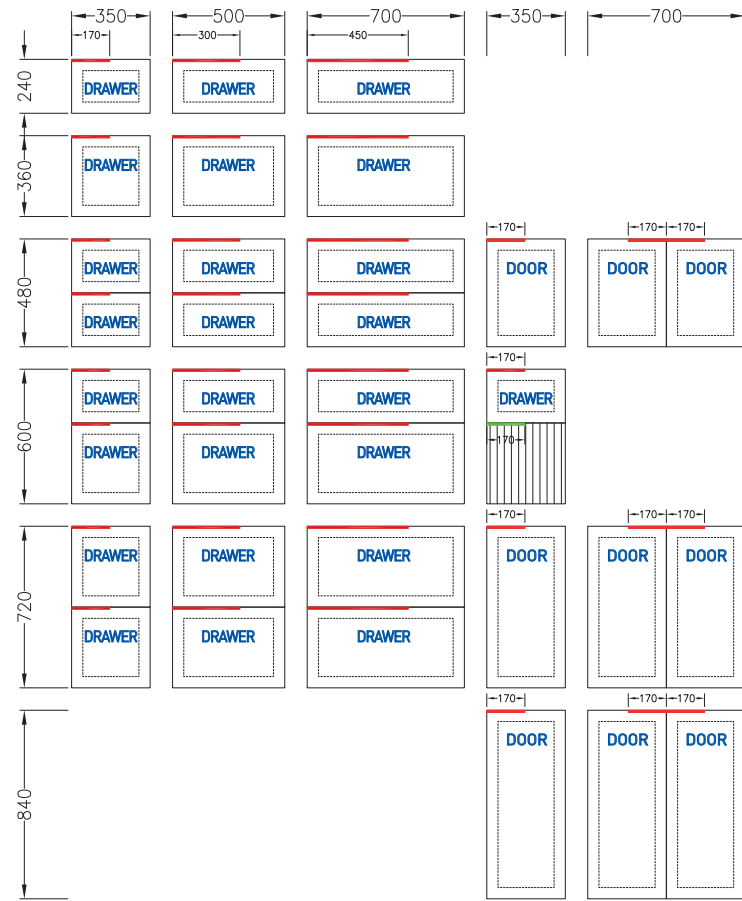 350 500 700 350 700
170 300 450
240 DRAWER DRAWER DRAWER
360 DRAWER DRAWER DRAWER
170 170 170
480 DRAWER DRAWER DRAWER DOOR DOOR DOOR
DRAWER DRAWER DRAWER
170
600 DRAWER DRAWER DRAWER DRAWER
170
DRAWER DRAWER DRAWER
170 170 170
720 DRAWER DRAWER DRAWER DOOR DOOR DOOR
DRAWER DRAWER DRAWER
170 170 170
840 DOOR DOOR DOOR